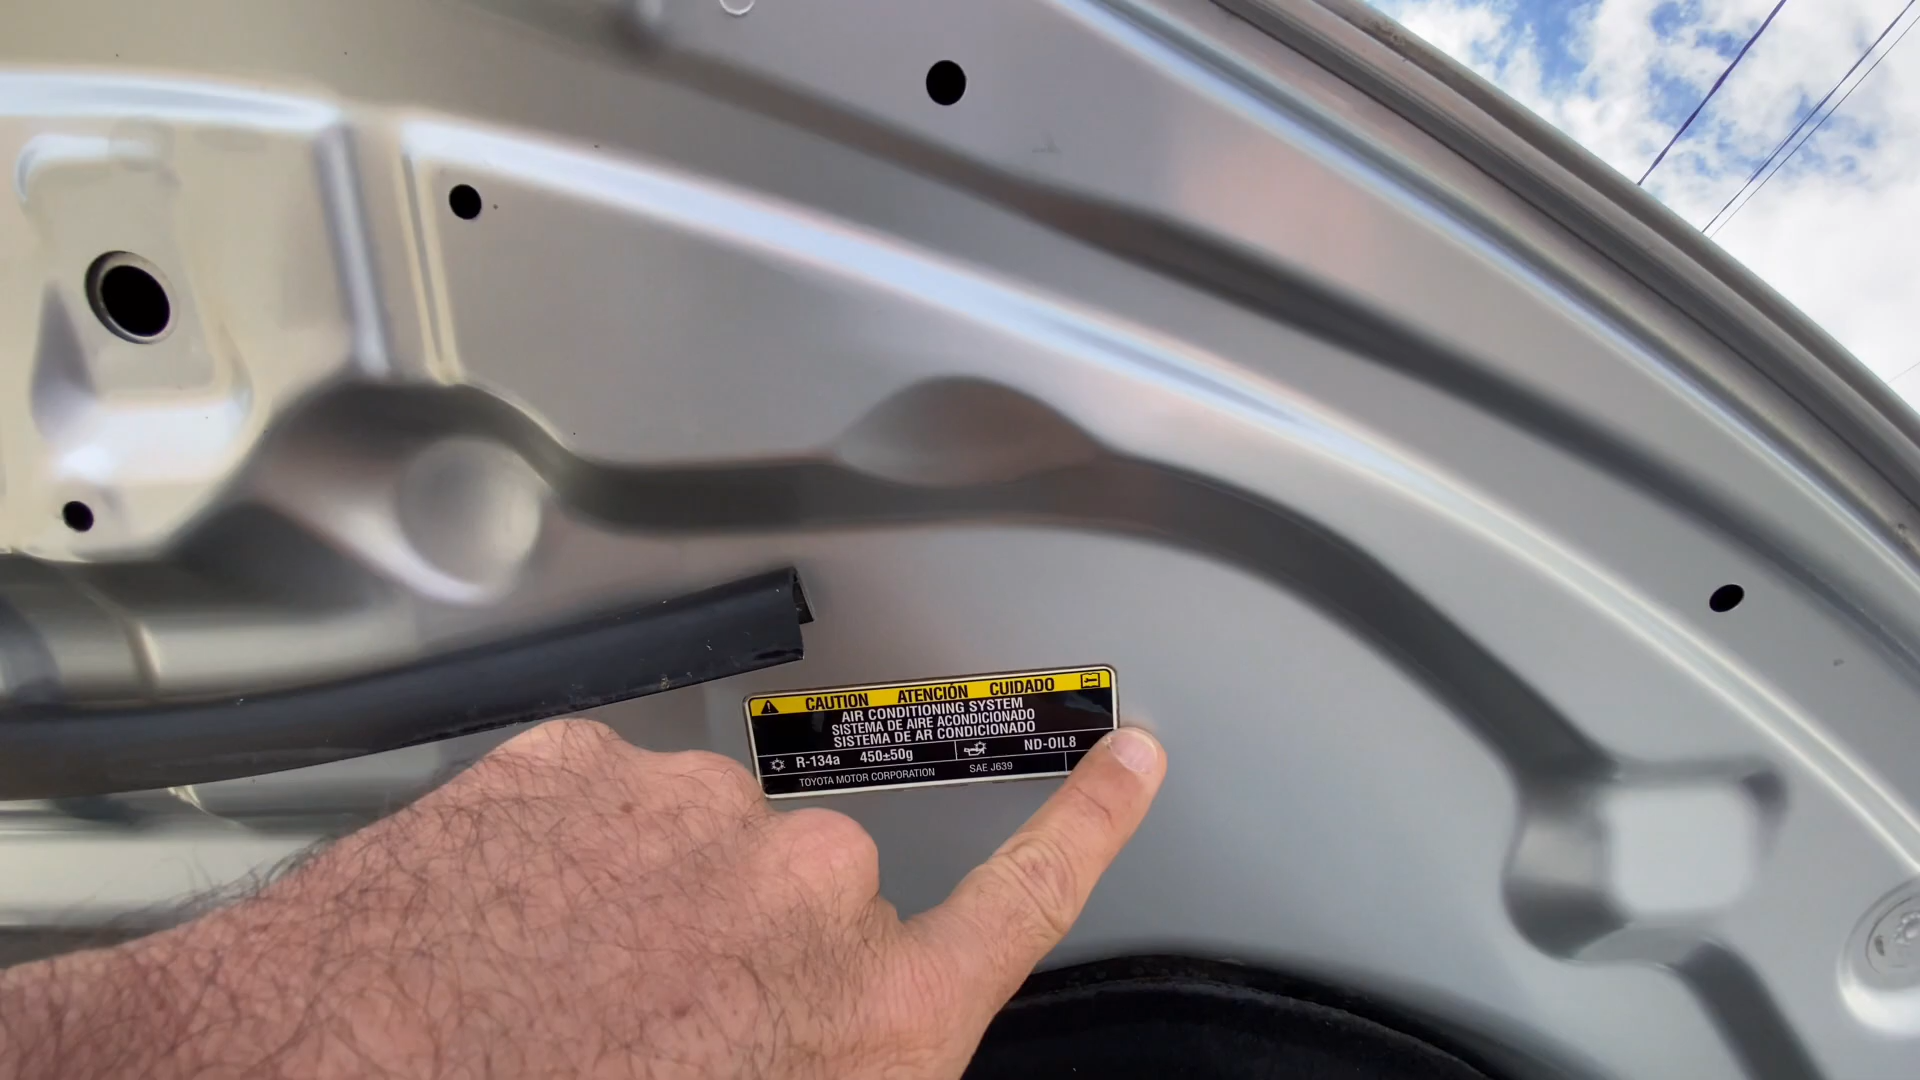 CAUTION ATENCIÓN CUIDADO
AIR CONDITIONING SYSTEM
SISTEMA DE AIRE ACONDICIONADO
SISTEMA DE AR CONDICIONADO
R-134a 450±50g ND-OIL8
TOYOTA MOTOR CORPORATION SAE J639